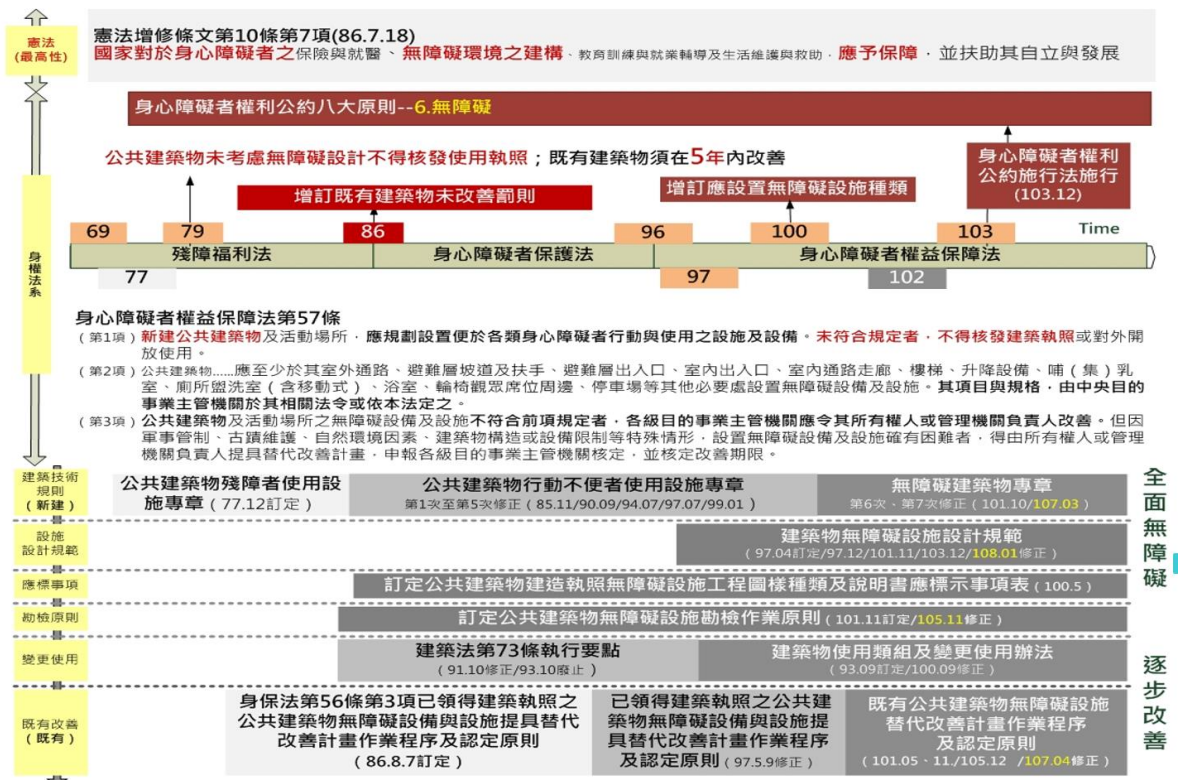 憲法
(最高性)
憲法增修條文第10條第7項(86.7.18)
國家對於身心障礙者之保險與就醫、無障礙環境之建構、教育訓練與就業輔導及生活維護與救助，應予保障，並扶助其自立與發展
身心障礙者權利公約八大原則--6.無障礙
公共建築物未考慮無障礙設計不得核發使用執照；既有建築物須在5年內改善
身心障礙者權利
公約施行法施行
(103.12)
增訂既有建築物未改善罰則
增訂應設置無障礙設施種類
69
79
86
96
100
103
Time
殘障福利法
身心障礙者保護法
身心障礙者權益保障法
77
97
102
身權法系
身心障礙者權益保障法第57條
(第1項) 新建公共建築物及活動場所，應規劃設置便於各類身心障礙者行動與使用之設施及設備。未符合規定者，不得核發建築執照或對外開
放使用。
(第2項) 公共建築物......應至少於其室外通路、避難層坡道及扶手、避難層出入口、室內出入口、室內通路走廊、樓梯、升降設備、哺（集）乳
室、廁所盥洗室（含移動式）、浴室、輪椅觀眾席位周邊、停車場等其他必要處設置無障礙設備及設施。其項目與規格，由中央目的
事業主管機關於其相關法令或依本法定之。
(第3項) 公共建築物及活動場所之無障礙設備及設施不符合前項規定者，各級目的事業主管機關應令其所有權人或管理機關負責人改善。但因
軍事管制、古蹟維護、自然環境因素、建築物構造或設備限制等特殊情形，設置無障礙設備及設施確有困難者，得由所有權人或管理
機關負責人提具替代改善計畫，申報各級目的事業主管機關核定，並核定改善期限。
建築技術
規則
(新建)
公共建築物殘障者使用設
施專章（77.12訂定）
公共建築物行動不便者使用設施專章
第1次至第5次修正（85.11/90.09/94.07/97.07/99.01）
無障礙建築物專章
第6次、第7次修正（101.10/107.03）
全面無障礙
設施
設計規範
建築物無障礙設施設計規範
（97.04訂定/97.12/101.11/103.12/108.01修正）
應標事項
訂定公共建築物建造執照無障礙設施工程圖樣種類及說明書應標示事項表（100.5）
勘檢原則
訂定公共建築物無障礙設施勘檢作業原則（101.11訂定/105.11修正）
變更使用
建築法第73條執行要點
（91.10修正/93.10廢止）
建築物使用類組及變更使用辦法
（93.09訂定/100.09修正）
逐步改善
既有改善
(既有)
身保法第56條第3項已領得建築執照之
公共建築物無障礙設備與設施提具替代
改善計畫作業程序及認定原則
（86.8.7訂定）
已領得建築執照之公共建
築物無障礙設備與設施提
具替代改善計畫作業程序
及認定原則（97.5.9修正）
既有公共建築物無障礙設施
替代改善計畫作業程序
及認定原則
（101.05、11./105.12 /107.04修正）